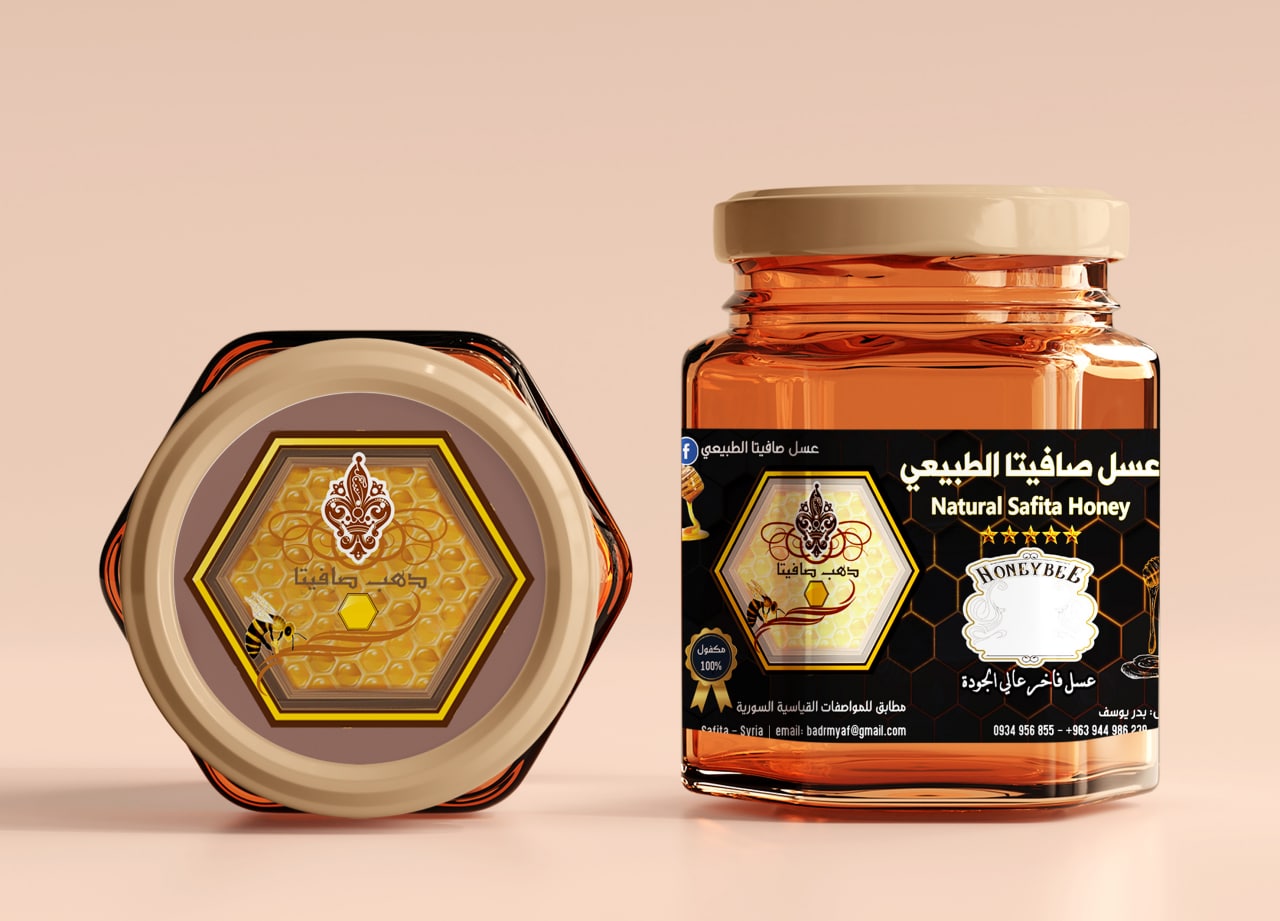 ذهب صافيتا
f
عسل صافيتا الطبيعي
ذهب صافيتا
مكفول
100%
مطابق للمواصفات القياسية السورية
Safita – Syria | email: badrmyaf@gmail.com
عسل صافيتا الطبيعي
Natural Safita Honey
HONEYBEE
عسل فاخر عالي الجودة
بدر يوسف
0934 956 855 – +963 944 986 239